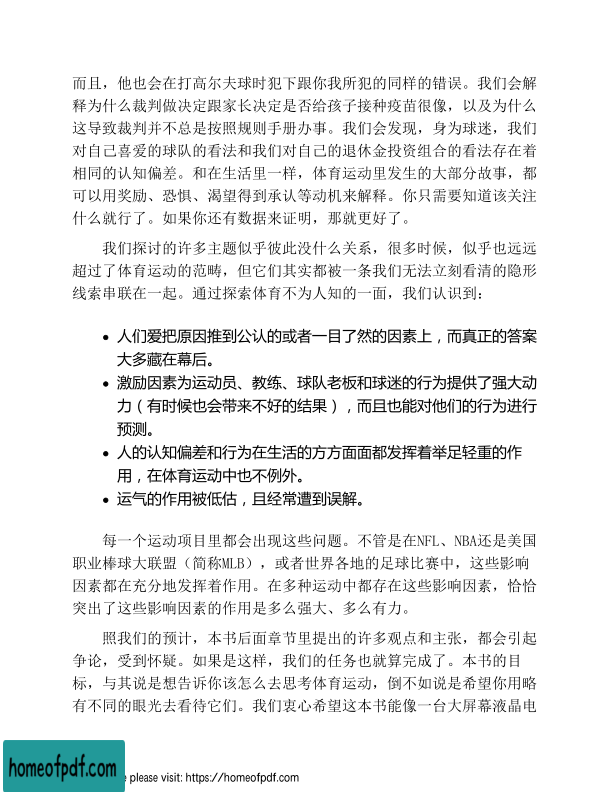 而且，他也会在打高尔夫球时犯下跟你我所犯的同样的错误。我们会解
释为什么裁判做决定跟家长决定是否给孩子接种疫苗很像，以及为什么
这导致裁判并不总是按照规则手册办事。我们会发现，身为球迷，我们
对自己喜爱的球队的看法和我们对自己的退休金投资组合的看法存在着
相同的认知偏差。和在生活里一样，体育运动里发生的大部分故事，都
可以用奖励、恐惧、渴望得到承认等动机来解释。你只需要知道该关注
什么就行了。如果你还有数据来证明，那就更好了。
我们探讨的许多主题似乎彼此没什么关系，很多时候，似乎也远远
超过了体育运动的范畴，但它们其实都被一条我们无法立刻看清的隐形
线索串联在一起。通过探索体育不为人知的一面，我们认识到：
• 人们爱把原因推到公认的或者一目了然的因素上，而真正的答案
大多藏在幕后。
• 激励因素为运动员、教练、球队老板和球迷的行为提供了强大动
力（有时候也会带来不好的结果），而且也能对他们的行为进行
预测。
• 人的认知偏差和行为在生活的方方面面都发挥着举足轻重的作
用，在体育运动中也不例外。
• 运气的作用被低估，且经常遭到误解。
每一个运动项目里都会出现这些问题。不管是在NFL、NBA还是美国
职业棒球大联盟（简称MLB），或者世界各地的足球比赛中，这些影响
因素都在充分地发挥着作用。在多种运动中都存在这些影响因素，恰恰
突出了这些影响因素的作用是多么强大、多么有力。
照我们的预计，本书后面章节里提出的许多观点和主张，都会引起
争论，受到怀疑。如果是这样，我们的任务也就算完成了。本书的目
标，与其说是想告诉你该怎么去思考体育运动，倒不如说是希望你用略
有不同的眼光去看待它们。我们衷心希望这本书能像一台大屏幕液晶电
homeofpdf.com
please visit: https://homeofpdf.com